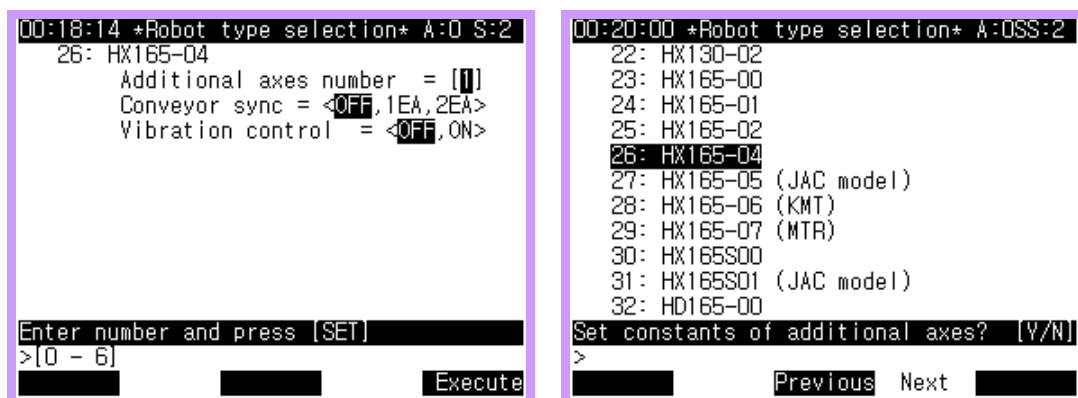 00:18:14 *Robot type selection* A:0 S:2
26: HX165-04
Additional axes number = [1]
Conveyor sync = <OFF,1EA,2EA>
Vibration control = <OFF,ON>
Enter number and press [SET]
>[0 - 6]
Execute
00:20:00 *Robot type selection* A:0SS:2
22: HX130-02
23: HX165-00
24: HX165-01
25: HX165-02
26: HX165-04
27: HX165-05 (JAC model)
28: HX165-06 (KMT)
29: HX165-07 (MTR)
30: HX165S00
31: HX165S01 (JAC model)
32: HD165-00
Set constants of additional axes? [Y/N]
>
Previous Next